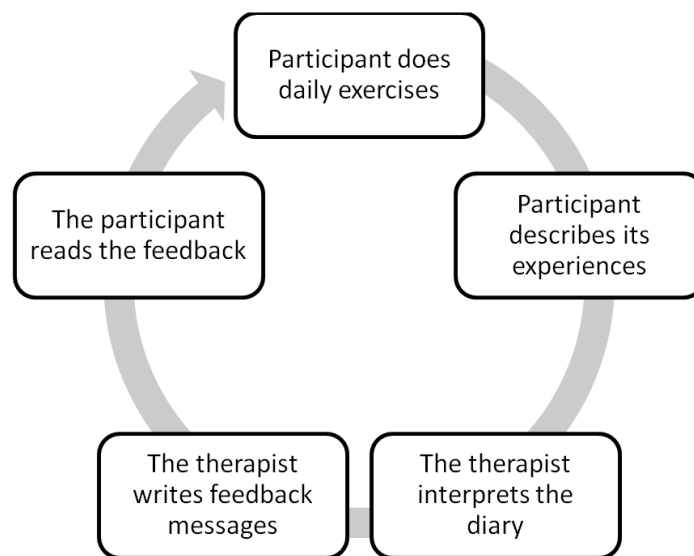 Participant does
daily exercises
Participant
describes its
experiences
The therapist
interprets the
diary
The therapist
writes feedback
messages
The participant
reads the feedback